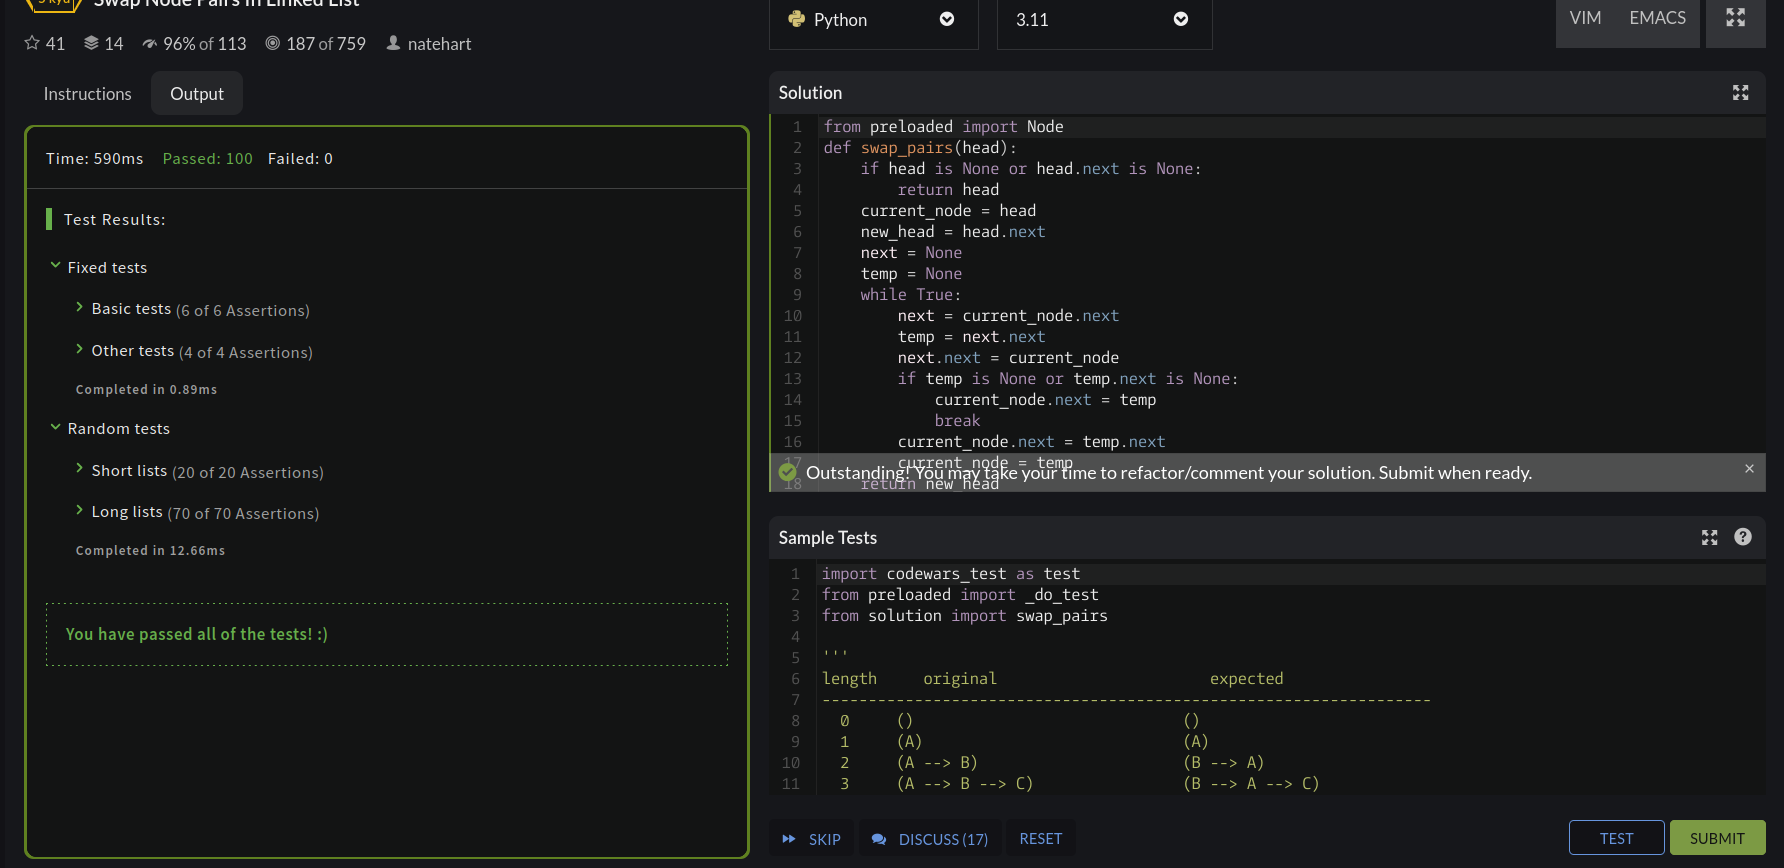 Swap Node Pairs In Linked List
41 14 96% of 113 187 of 759 natehart
Instructions Output
Time: 590ms Passed: 100 Failed: 0
Test Results:
Fixed tests
Basic tests (6 of 6 Assertions)
Other tests (4 of 4 Assertions)
Completed in 0.89ms
Random tests
Short lists (20 of 20 Assertions)
Long lists (70 of 70 Assertions)
Completed in 12.66ms
You have passed all of the tests! :)
Python 3.11 VIM EMACS
Solution
1 from preloaded import Node
2 def swap_pairs(head):
3     if head is None or head.next is None:
4         return head
5     current_node = head
6     new_head = head.next
7     next = None
8     temp = None
9     while True:
10         next = current_node.next
11         temp = next.next
12         next.next = current_node
13         if temp is None or temp.next is None:
14             current_node.next = temp
15             break
16         current_node.next = temp.next
17         current_node = temp
Outstanding! You may take your time to refactor/comment your solution. Submit when ready. ×
18     return new_head
Sample Tests
1 import codewars_test as test
2 from preloaded import _do_test
3 from solution import swap_pairs
4
5 '''
6 length     original                       expected
7 ------------------------------------------------------------------
8   0     ()                             ()
9   1     (A)                            (A)
10   2     (A --> B)                      (B --> A)
11   3     (A --> B --> C)                (B --> A --> C)
SKIP DISCUSS (17) RESET TEST SUBMIT